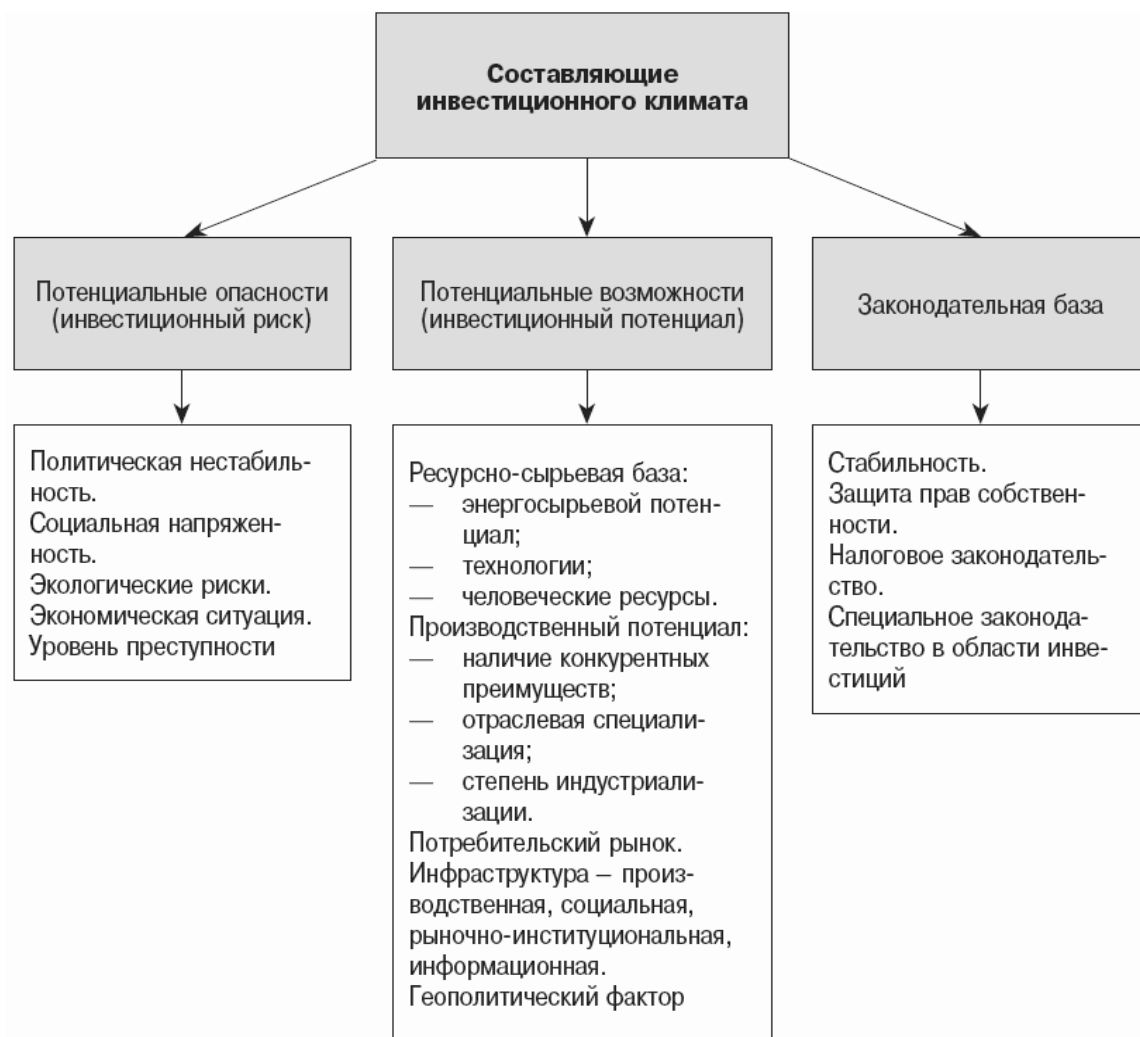 Составляющие
инвестиционного климата
Потенциальные опасности
(инвестиционный риск)
Потенциальные возможности
(инвестиционный потенциал)
Законодательная база
Политическая нестабиль-
ность.
Социальная напряжен-
ность.
Экологические риски.
Экономическая ситуация.
Уровень преступности
Ресурсно-сырьевая база:
— энергосырьевой потен-
циал;
— технологии;
— человеческие ресурсы.
Производственный потенциал:
— наличие конкурентных
преимуществ;
— отраслевая специали-
зация;
— степень индустриали-
зации.
Потребительский рынок.
Инфраструктура – произ-
водственная, социальная,
рыночно-институциональная,
информационная.
Геополитический фактор
Стабильность.
Защита прав собствен-
ности.
Налоговое законодатель-
ство.
Специальное законода-
тельство в области инве-
стиций